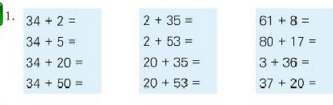 1.
34 + 2 =
34 + 5 =
34 + 20 =
34 + 50 =
2 + 35 =
2 + 53 =
20 + 35 =
20 + 53 =
61 + 8 =
80 + 17 =
3 + 36 =
37 + 20 =